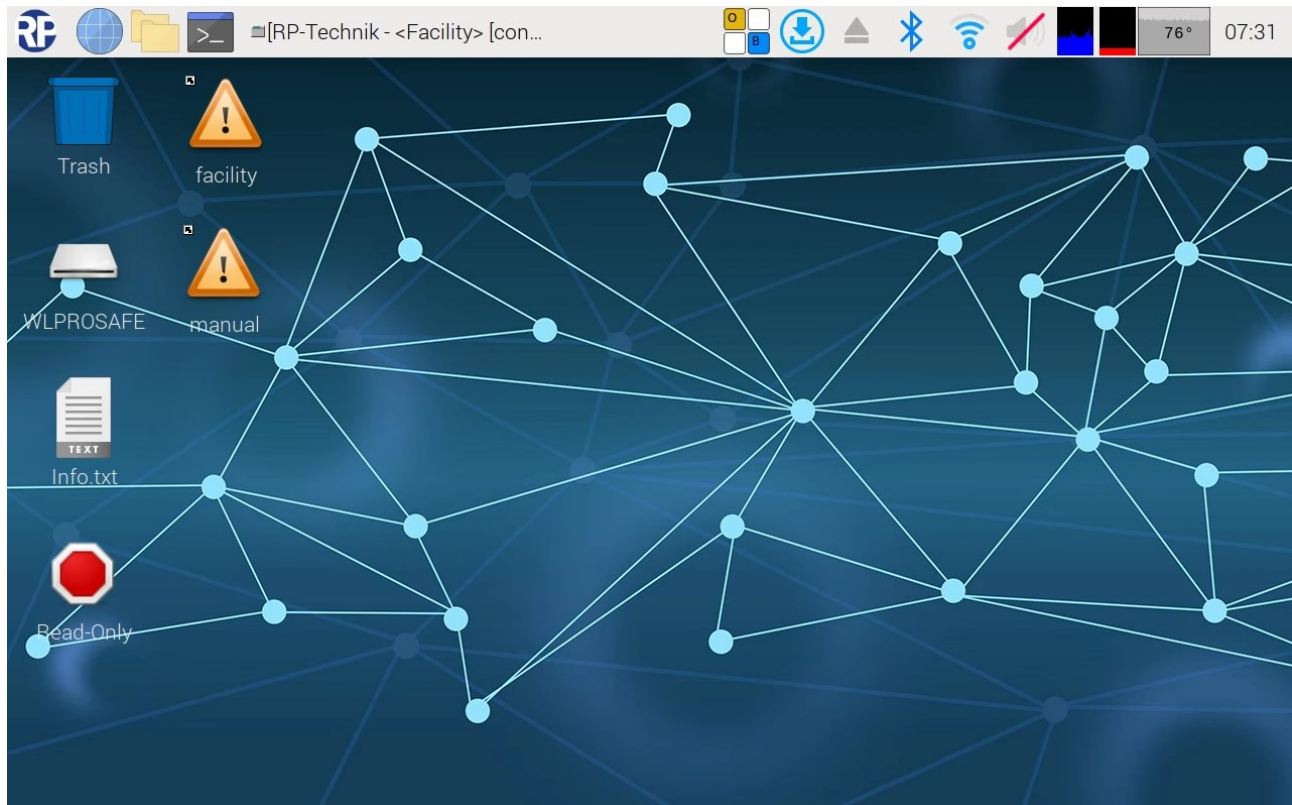 RP
>_
[RP-Technik - <Facility> [con...
O
B
76°
07:31
Trash
facility
WLPROSAFE
manual
TEXT
Info.txt
Read-Only